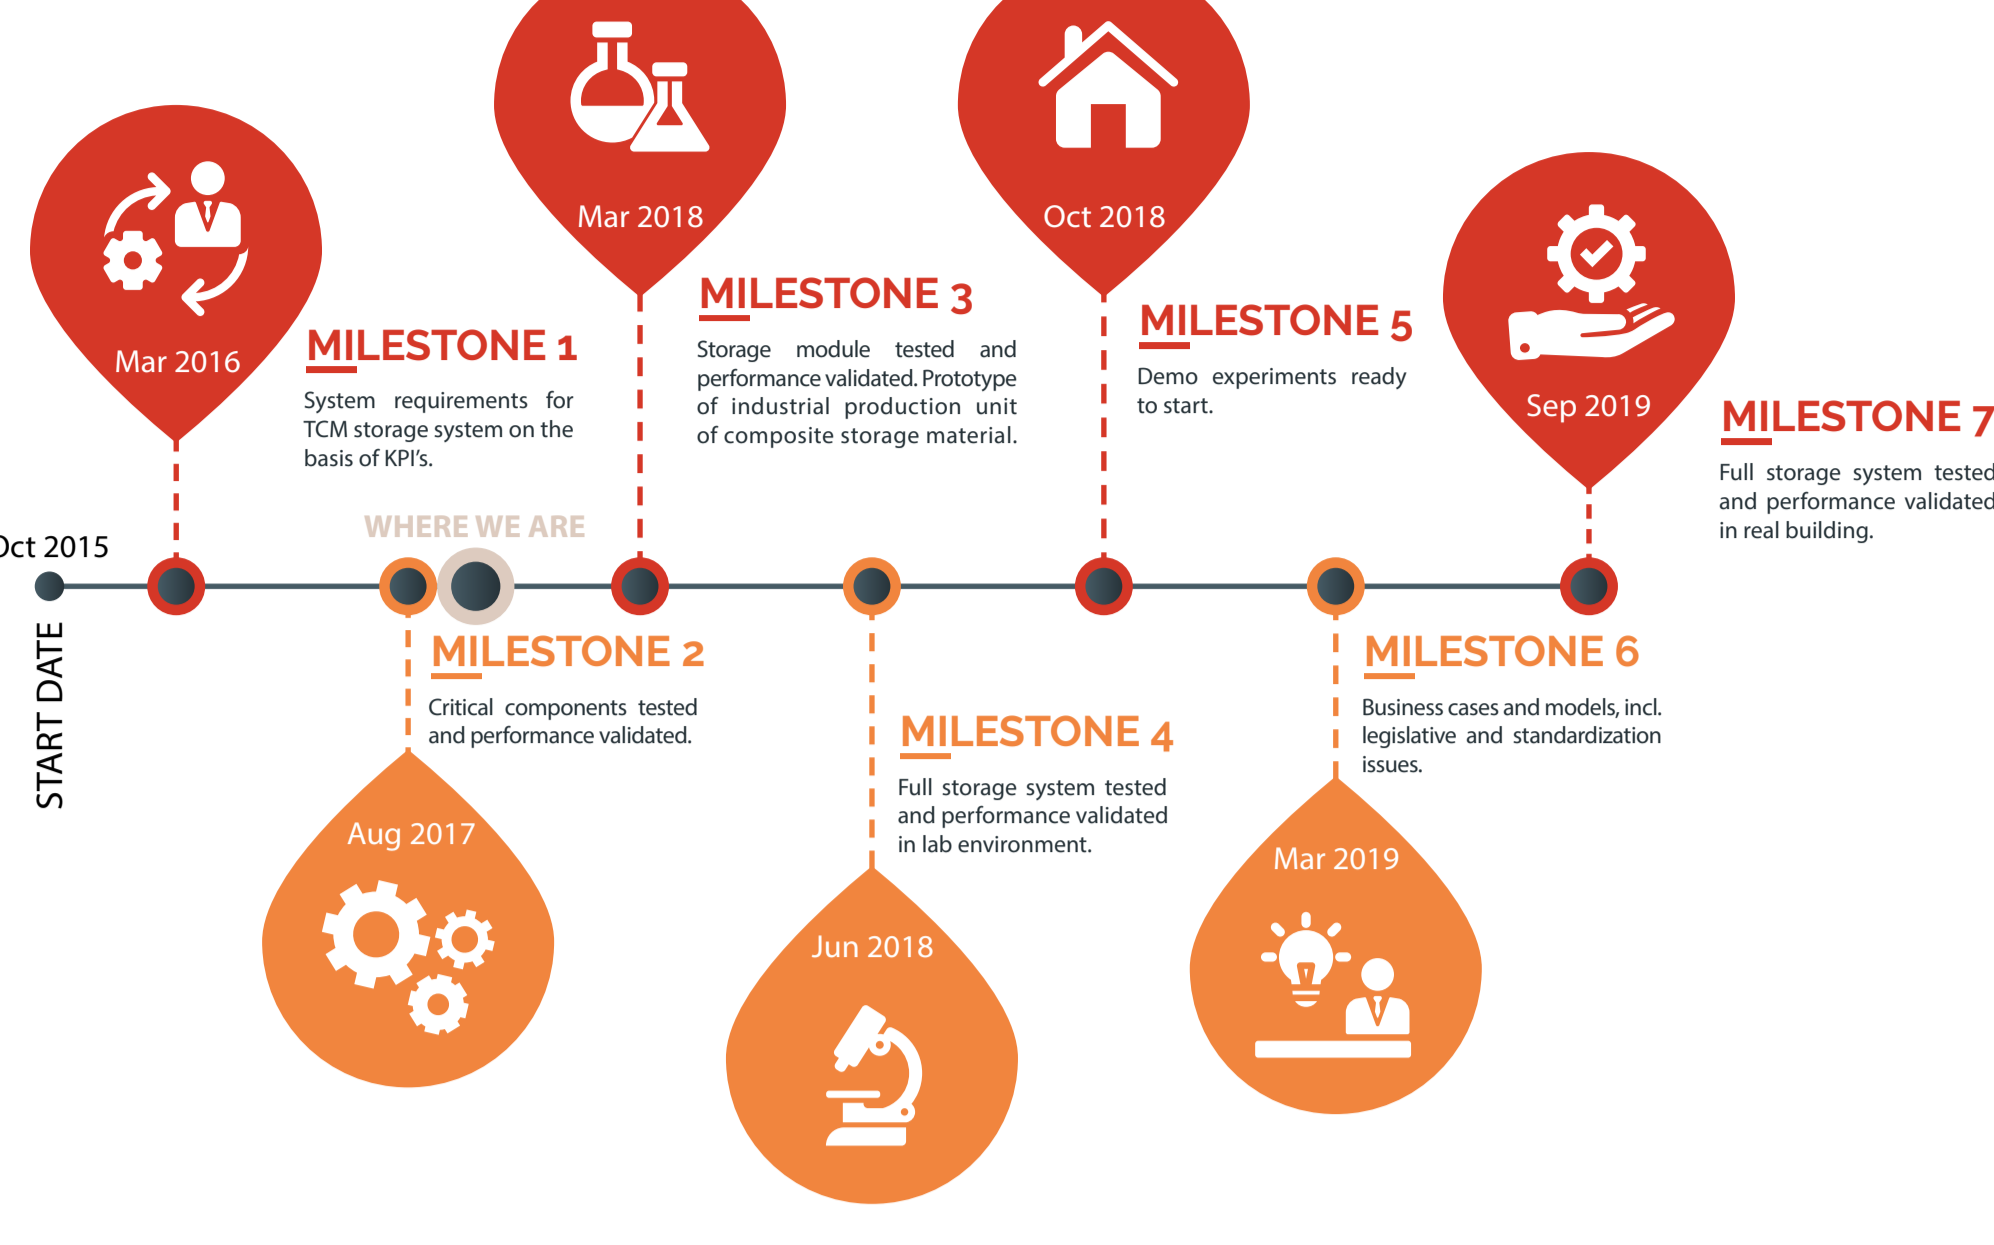 Mar 2018
Oct 2018
Mar 2016
Sep 2019
MILESTONE 1
System requirements for
TCM storage system on the
basis of KPI's.
MILESTONE 3
Storage module tested and
performance validated. Prototype
of industrial production unit
of composite storage material.
MILESTONE 5
Demo experiments ready
to start.
MILESTONE 7
Full storage system tested
and performance validated
in real building.
Oct 2015
START DATE
WHERE WE ARE
MILESTONE 2
Critical components tested
and performance validated.
Aug 2017
MILESTONE 4
Full storage system tested
and performance validated
in lab environment.
Jun 2018
MILESTONE 6
Business cases and models, incl.
legislative and standardization
issues.
Mar 2019